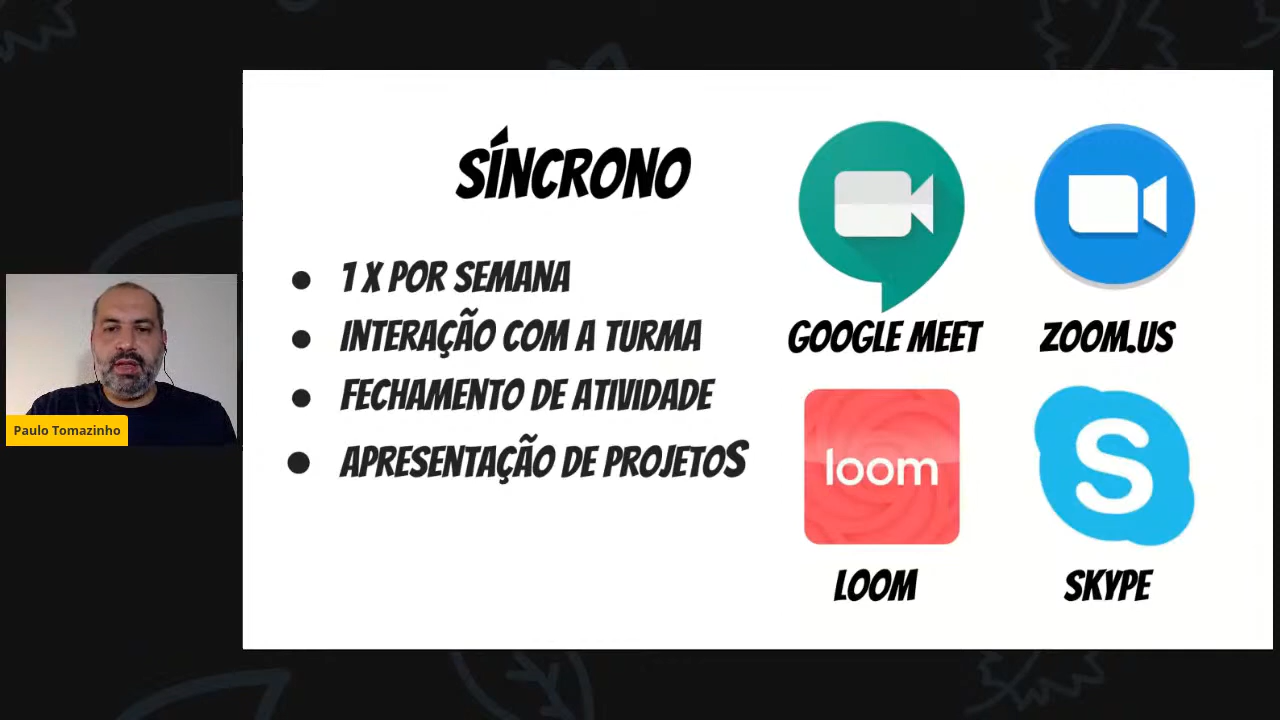 SÍNCRONO
1 X POR SEMANA
INTERAÇÃO COM A TURMA
FECHAMENTO DE ATIVIDADE
APRESENTAÇÃO DE PROJETOS
GOOGLE MEET
ZOOM.US
loom
S
LOOM
SKYPE
Paulo Tomazinho